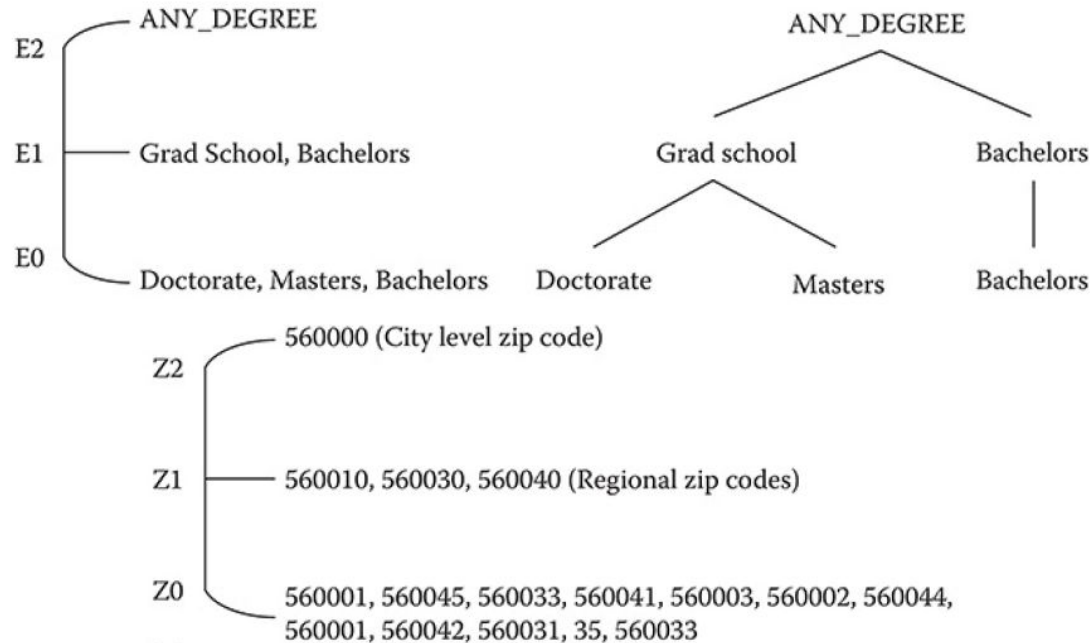 ANY_DEGREE
E2
E1
Grad School, Bachelors
E0
Doctorate, Masters, Bachelors
ANY_DEGREE
Grad school
Bachelors
Doctorate
Masters
Bachelors
560000 (City level zip code)
Z2
Z1
560010, 560030, 560040 (Regional zip codes)
Z0
560001, 560045, 560033, 560041, 560003, 560002, 560044,
560001, 560042, 560031, 35, 560033